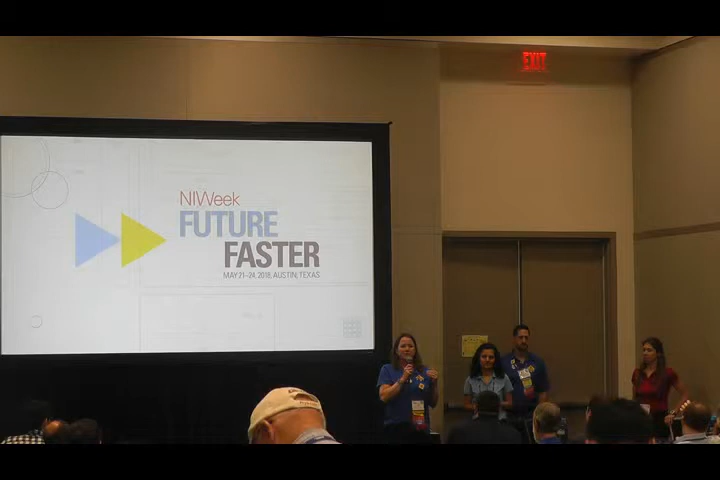 EXIT
NIWeek
FUTURE
FASTER
MAY 21–24, 2018, AUSTIN, TEXAS